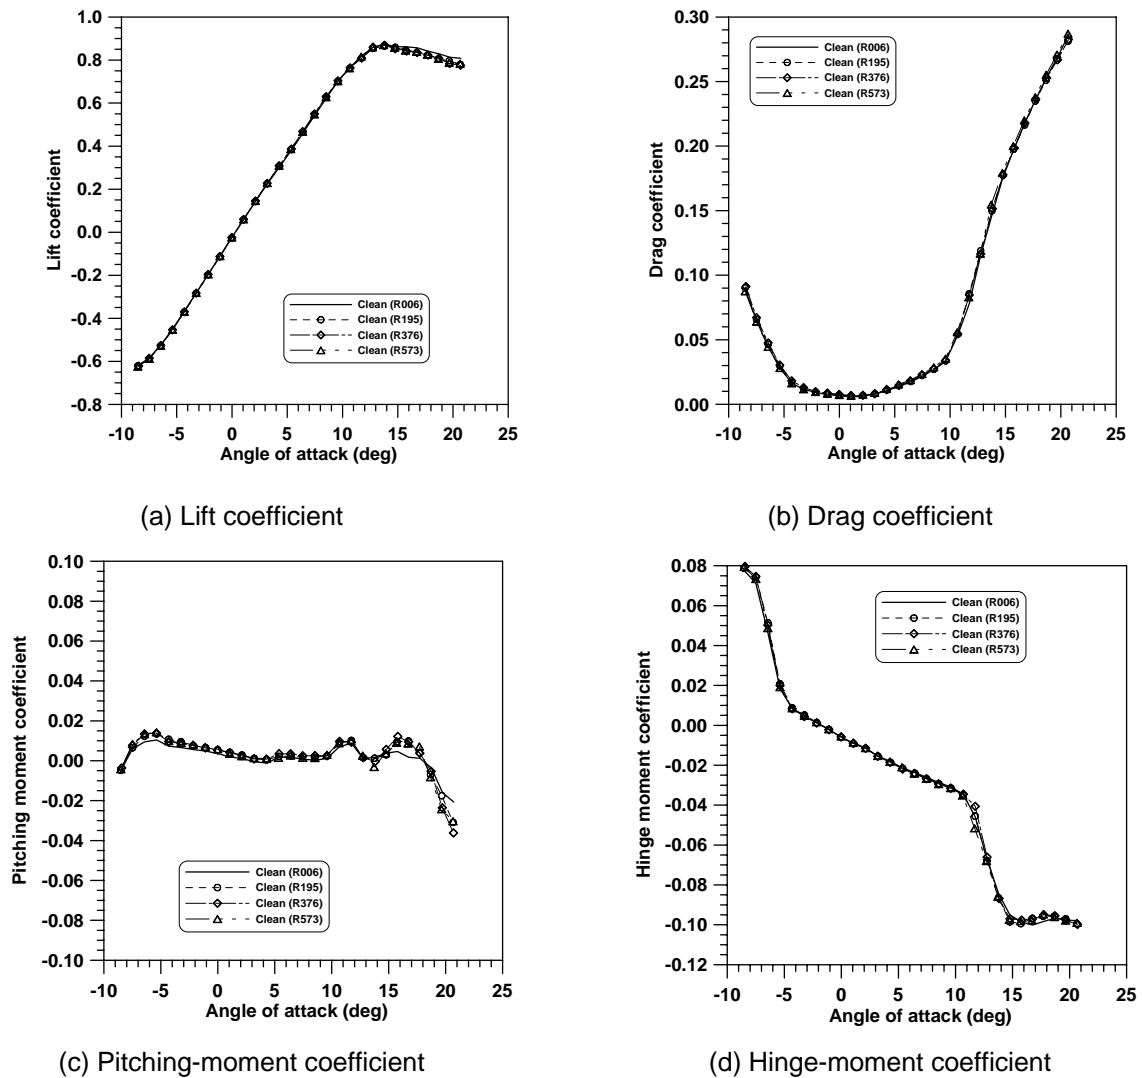 1.0
0.8
0.6
0.4
0.2
0.0
-0.2
-0.4
-0.6
-0.8
Lift coefficient
Clean (R006)
Clean (R195)
Clean (R376)
Clean (R573)
-10 -5 0 5 10 15 20 25
Angle of attack (deg)
(a) Lift coefficient
0.30
0.25
0.20
0.15
0.10
0.05
0.00
Drag coefficient
Clean (R006)
Clean (R195)
Clean (R376)
Clean (R573)
-10 -5 0 5 10 15 20 25
Angle of attack (deg)
(b) Drag coefficient
0.10
0.08
0.06
0.04
0.02
0.00
-0.02
-0.04
-0.06
-0.08
-0.10
Pitching moment coefficient
Clean (R006)
Clean (R195)
Clean (R376)
Clean (R573)
-10 -5 0 5 10 15 20 25
Angle of attack (deg)
(c) Pitching-moment coefficient
0.08
0.06
0.04
0.02
0.00
-0.02
-0.04
-0.06
-0.08
-0.10
-0.12
Hinge moment coefficient
Clean (R006)
Clean (R195)
Clean (R376)
Clean (R573)
-10 -5 0 5 10 15 20 25
Angle of attack (deg)
(d) Hinge-moment coefficient